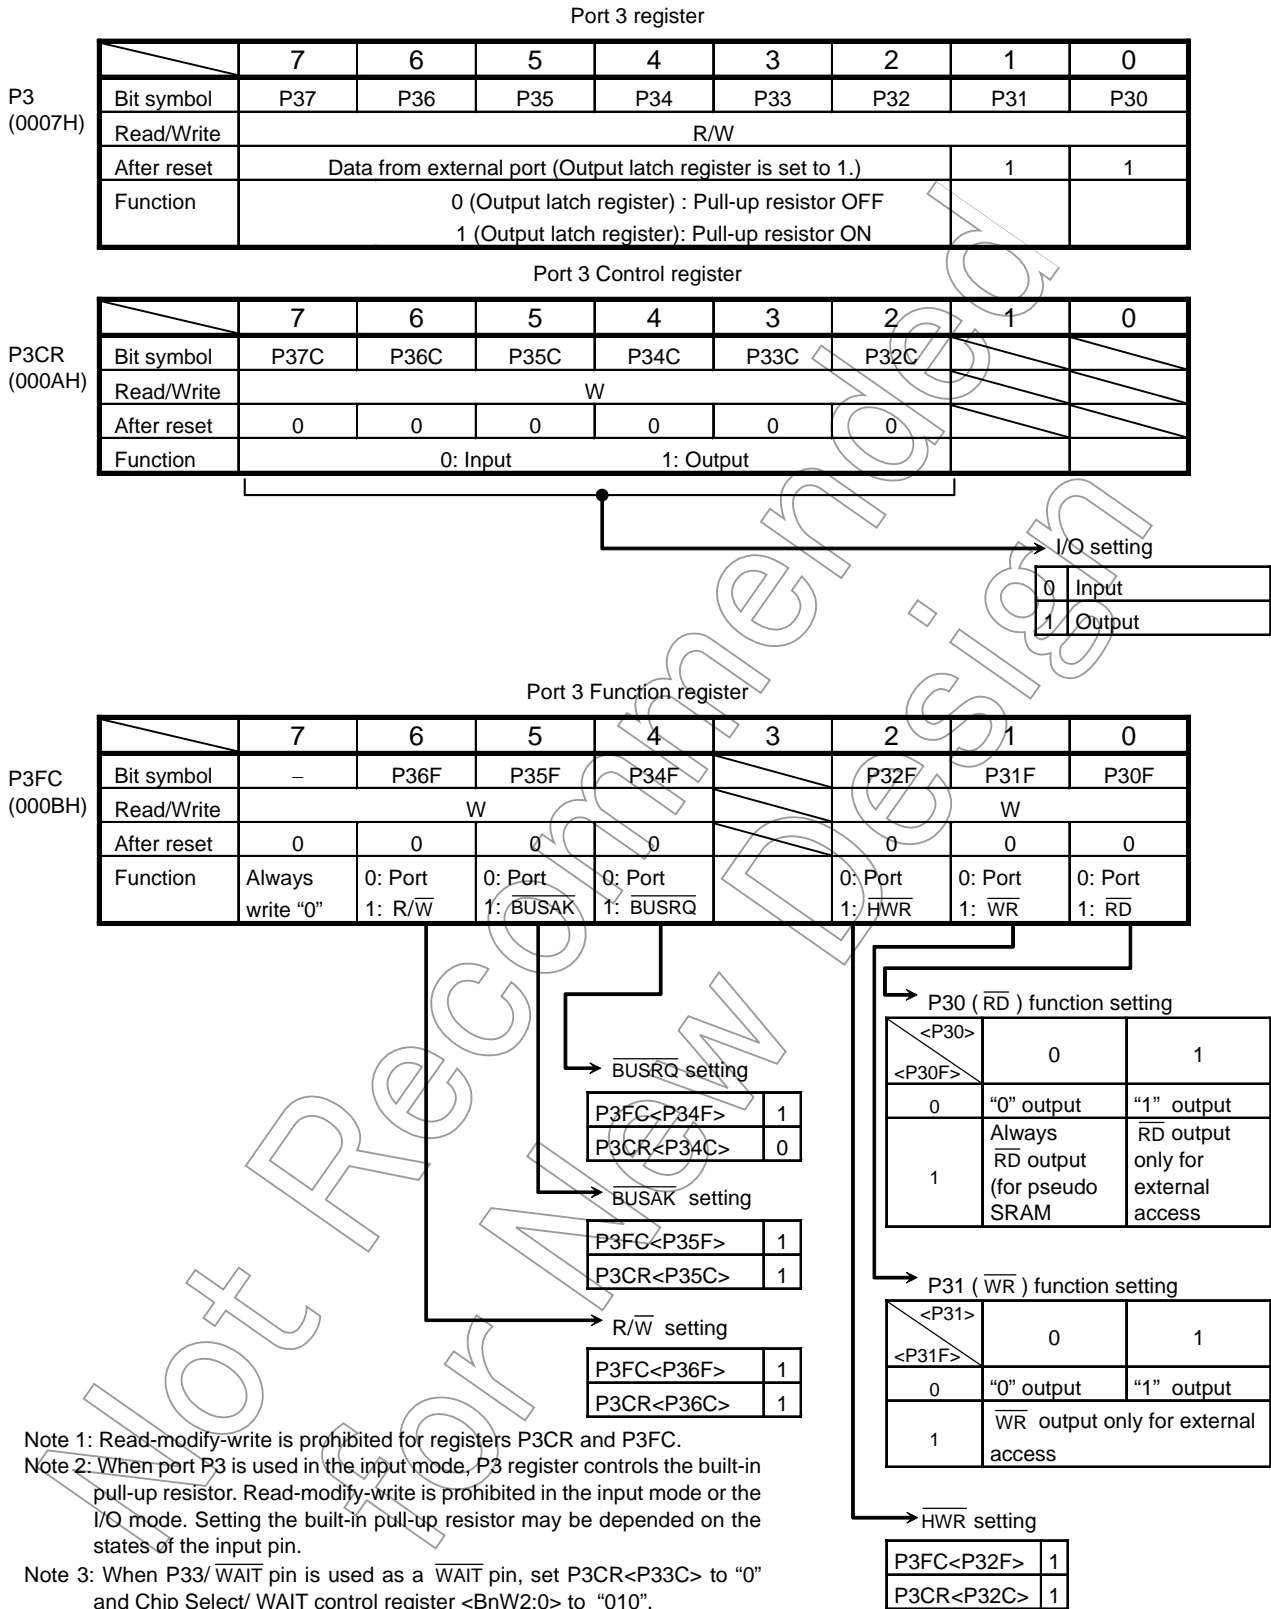 Port 3 register
7 6 5 4 3 2 1 0
P3 (0007H)
Bit symbol P37 P36 P35 P34 P33 P32 P31 P30
Read/Write R/W
After reset Data from external port (Output latch register is set to 1.) 1 1
Function 0 (Output latch register) : Pull-up resistor OFF
1 (Output latch register): Pull-up resistor ON
Port 3 Control register
7 6 5 4 3 2 1 0
P3CR (000AH)
Bit symbol P37C P36C P35C P34C P33C P32C
Read/Write W
After reset 0 0 0 0 0 0
Function 0: Input 1: Output
I/O setting
0 Input
1 Output
Port 3 Function register
7 6 5 4 3 2 1 0
P3FC (000BH)
Bit symbol – P36F P35F P34F P32F P31F P30F
Read/Write W W
After reset 0 0 0 0 0 0 0
Function Always 0: Port 0: Port 0: Port 0: Port 0: Port 0: Port
write “0” 1: R/W̅ 1: B̅U̅S̅A̅K̅ 1: B̅U̅S̅R̅Q̅ 1: H̅W̅R̅ 1: W̅R̅ 1: R̅D̅
B̅U̅S̅R̅Q̅ setting
P3FC<P34F> 1
P3CR<P34C> 0
B̅U̅S̅A̅K̅ setting
P3FC<P35F> 1
P3CR<P35C> 1
R/W̅ setting
P3FC<P36F> 1
P3CR<P36C> 1
P30 ( R̅D̅ ) function setting
<P30> 0 1
<P30F>
0 “0” output “1” output
1 Always R̅D̅ output (for pseudo SRAM R̅D̅ output only for external access
P31 ( W̅R̅ ) function setting
<P31> 0 1
<P31F>
0 “0” output “1” output
1 W̅R̅ output only for external access
H̅W̅R̅ setting
P3FC<P32F> 1
P3CR<P32C> 1
Note 1: Read-modify-write is prohibited for registers P3CR and P3FC.
Note 2: When port P3 is used in the input mode, P3 register controls the built-in
pull-up resistor. Read-modify-write is prohibited in the input mode or the
I/O mode. Setting the built-in pull-up resistor may be depended on the
states of the input pin.
Note 3: When P33/ W̅A̅I̅T̅ pin is used as a W̅A̅I̅T̅ pin, set P3CR<P33C> to “0”
and Chip Select/ WAIT control register <BnW2:0> to “010”.
Not Recommended
for New Design